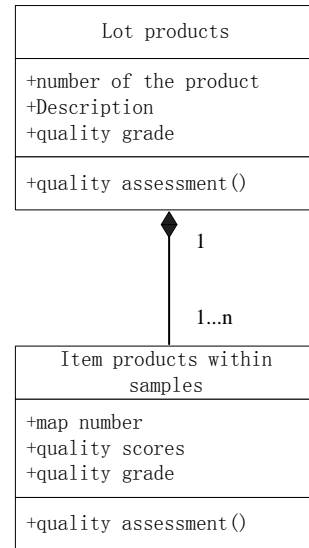 Lot products
+number of the product
+Description
+quality grade
+quality assessment()
1
1...n
Item products within
samples
+map number
+quality scores
+quality grade
+quality assessment()